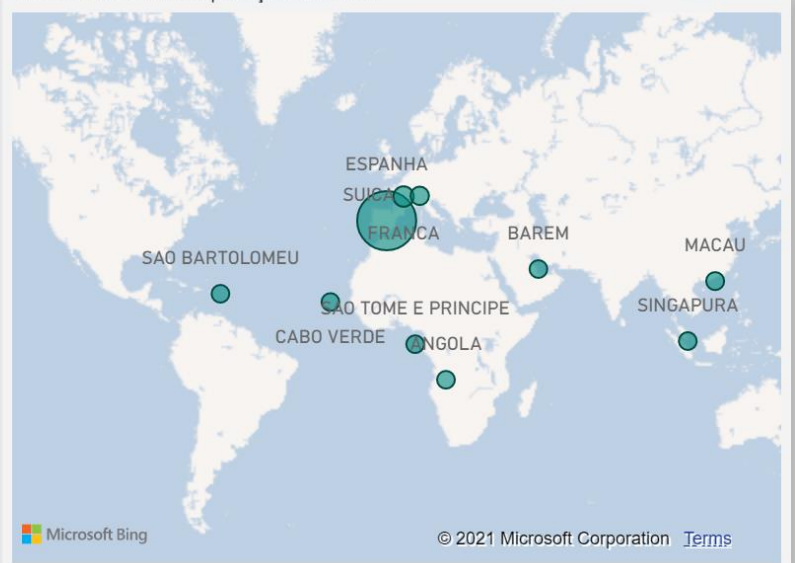 ESPANHA
SUICA
FRANCA
BAREM
MACAU
SAO BARTOLOMEU
SINGAPURA
SAO TOME E PRINCIPE
CABO VERDE
ANGOLA
Microsoft Bing
© 2021 Microsoft Corporation Terms